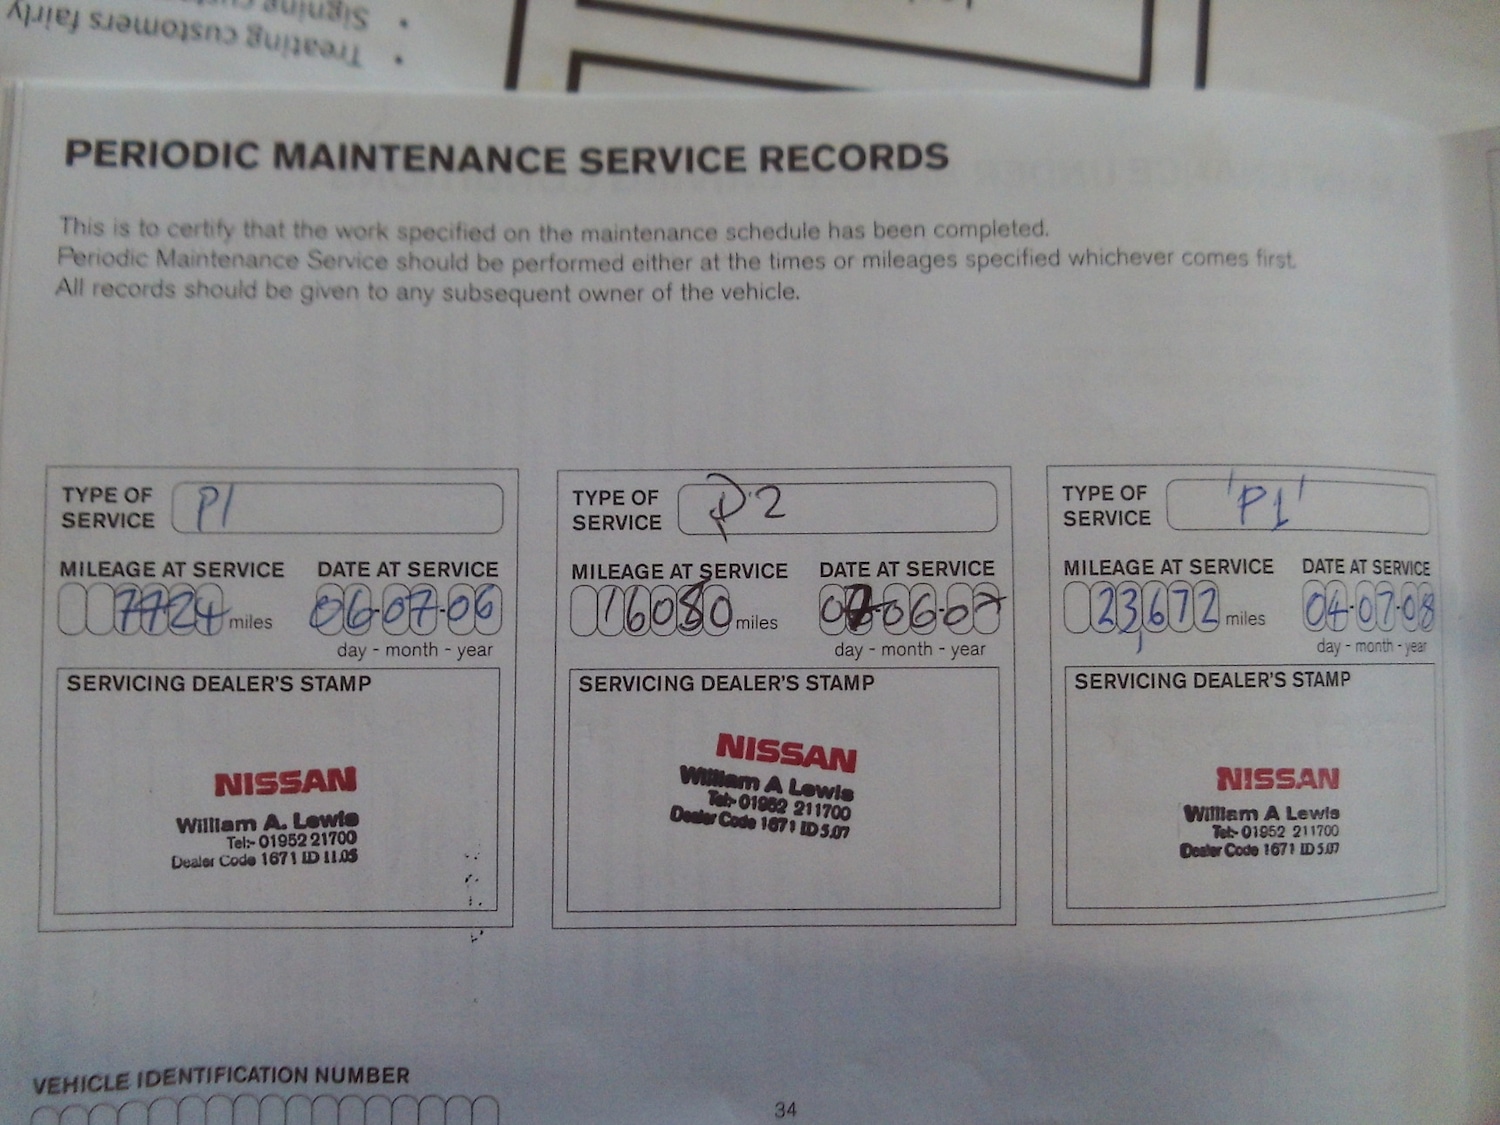 Treating customers fairly
Signing
PERIODIC MAINTENANCE SERVICE RECORDS
This is to certify that the work specified on the maintenance schedule has been completed.
Periodic Maintenance Service should be performed either at the times or mileages specified whichever comes first.
All records should be given to any subsequent owner of the vehicle.
TYPE OF
SERVICE P1
MILEAGE AT SERVICE DATE AT SERVICE
7724 miles 06-07-06
day - month - year
SERVICING DEALER'S STAMP
NISSAN
William A. Lewis
Tel:- 01952 21700
Dealer Code 1671 ID 11.05
TYPE OF
SERVICE P2
MILEAGE AT SERVICE DATE AT SERVICE
16080 miles 06-07
day - month - year
SERVICING DEALER'S STAMP
NISSAN
William A Lewis
Tel:- 01952 211700
Dealer Code 1671 ID 5.07
TYPE OF
SERVICE 'P1'
MILEAGE AT SERVICE DATE AT SERVICE
23,672 miles 04-07-08
day - month - year
SERVICING DEALER'S STAMP
NISSAN
William A Lewis
Tel:- 01952 211700
Dealer Code 1671 ID 5.07
VEHICLE IDENTIFICATION NUMBER
34